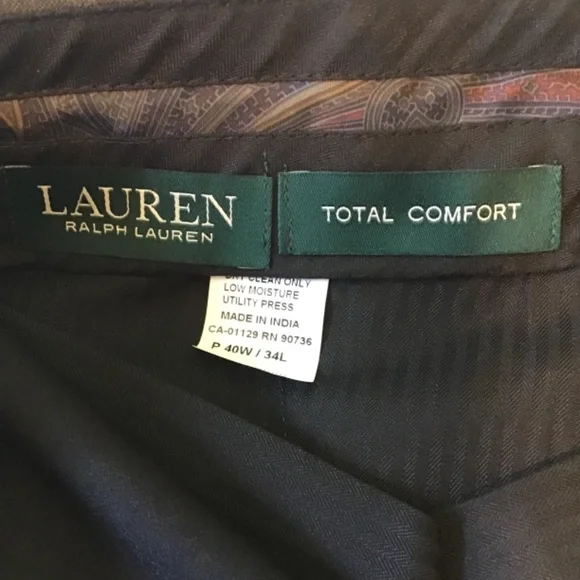 LAUREN
RALPH LAUREN
TOTAL COMFORT
DRY CLEAN ONLY
LOW MOISTURE
UTILITY PRESS
MADE IN INDIA
CA-01129 RN 90736
P 40W / 34L